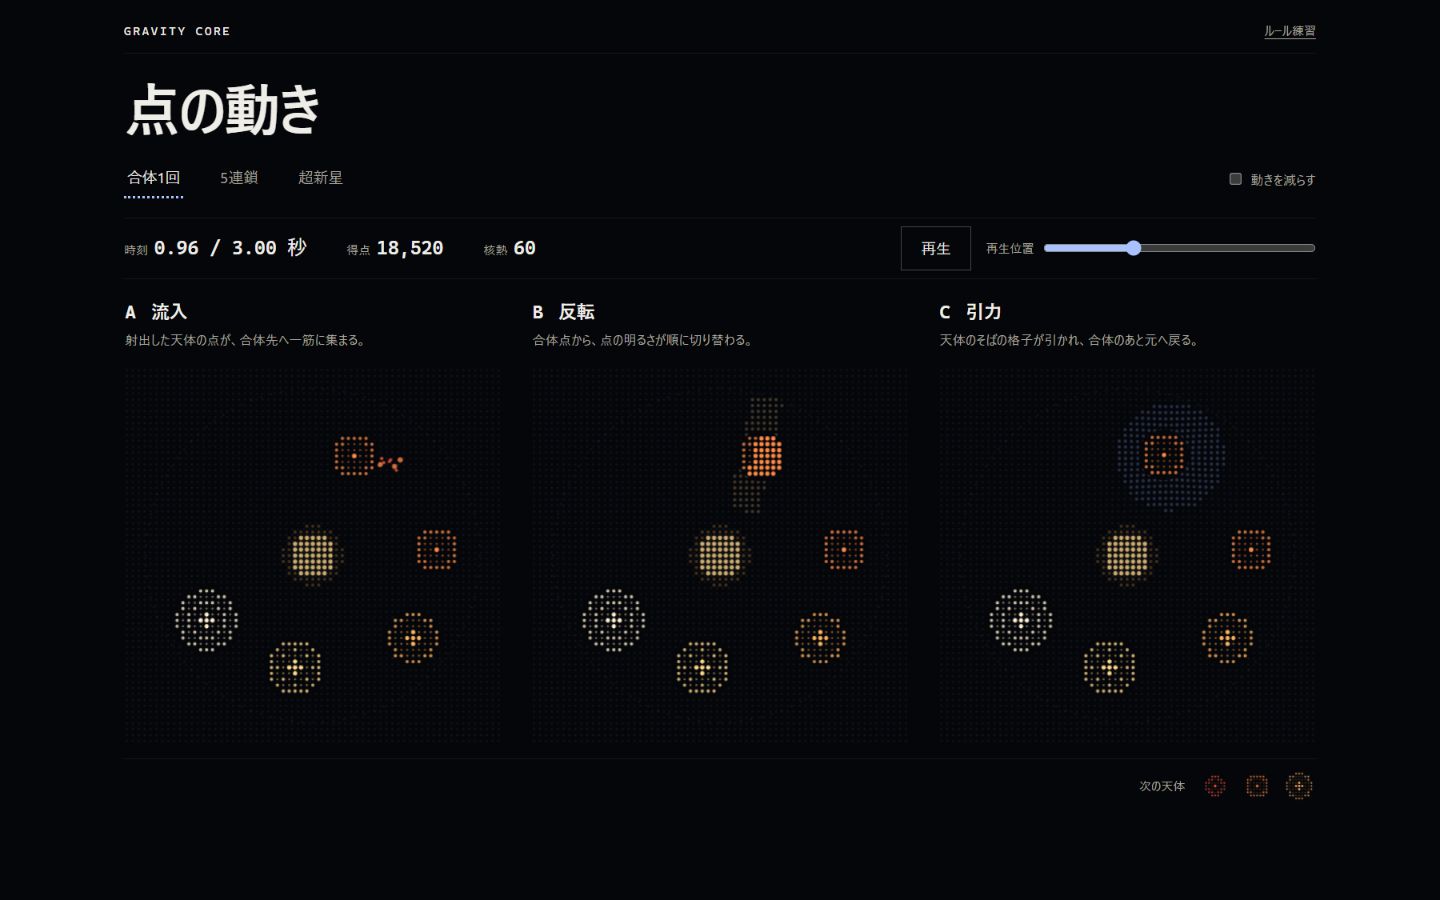 GRAVITY CORE
ルール練習
点の動き
合体1回
5連鎖
超新星
動きを減らす
時刻 0.96 / 3.00 秒
得点 18,520
核熱 60
再生
再生位置
A 流入
射出した天体の点が、合体先へ一筋に集まる。
B 反転
合体点から、点の明るさが順に切り替わる。
C 引力
天体のそばの格子が引かれ、合体のあと元へ戻る。
次の天体